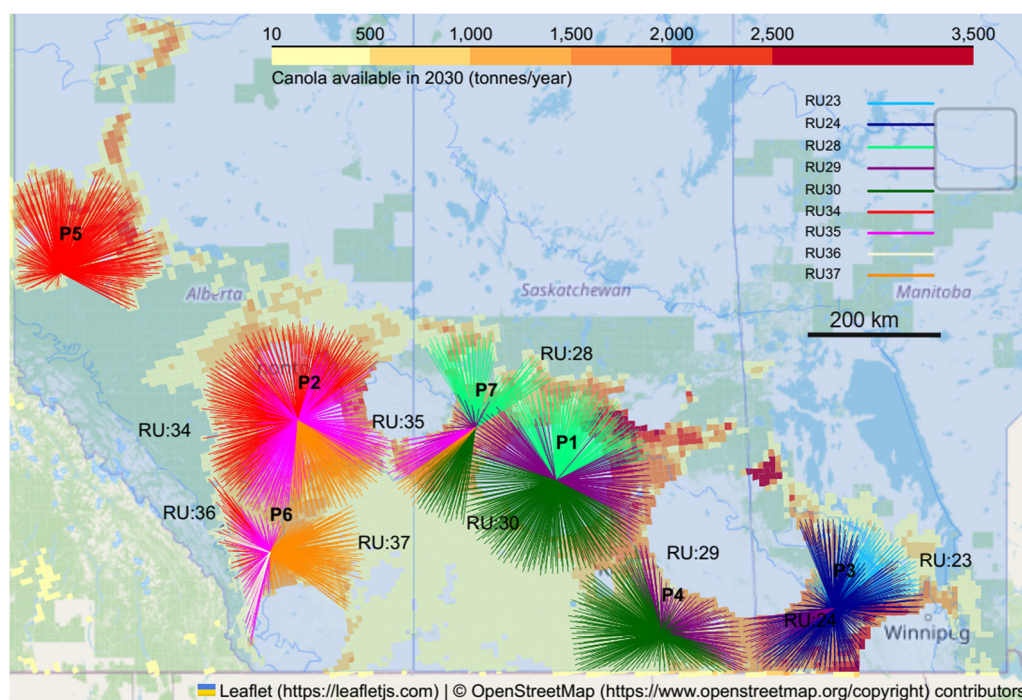 10 500 1,000 1,500 2,000 2,500 3,500
Canola available in 2030 (tonnes/year)
RU23
RU24
RU28
RU29
RU30
RU34
RU35
RU36
RU37
200 km
Alberta
Saskatchewan
Manitoba
P5
P2
P7
RU:28
RU:34
RU:35
P1
RU:36
P6
RU:30
RU:37
RU:29
RU:23
P3
P4
RU:24
Winnipeg
Leaflet (https://leafletjs.com) | © OpenStreetMap (https://www.openstreetmap.org/copyright) contributors